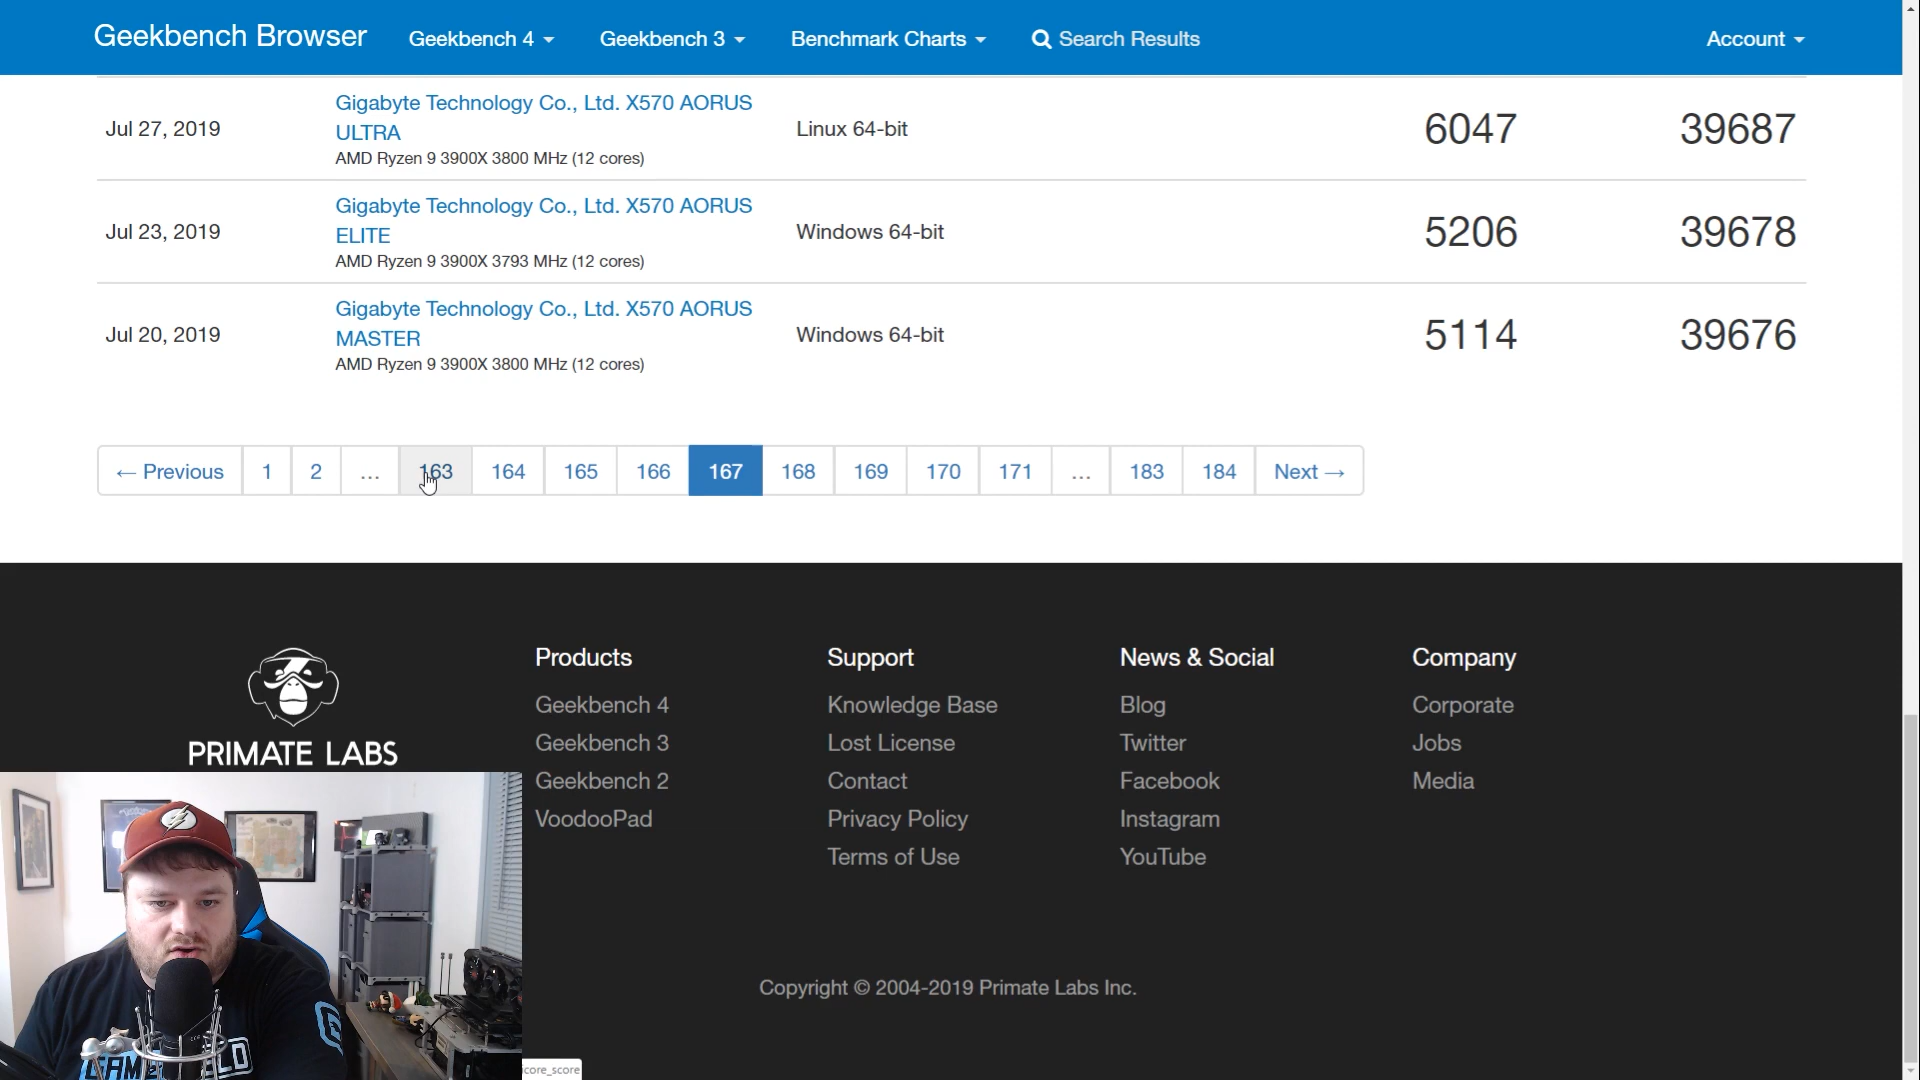 Geekbench Browser Geekbench 4 Geekbench 3 Benchmark Charts Search Results Account
Jul 27, 2019 Gigabyte Technology Co., Ltd. X570 AORUS ULTRA Linux 64-bit 6047 39687
AMD Ryzen 9 3900X 3800 MHz (12 cores)
Jul 23, 2019 Gigabyte Technology Co., Ltd. X570 AORUS ELITE Windows 64-bit 5206 39678
AMD Ryzen 9 3900X 3793 MHz (12 cores)
Jul 20, 2019 Gigabyte Technology Co., Ltd. X570 AORUS MASTER Windows 64-bit 5114 39676
AMD Ryzen 9 3900X 3800 MHz (12 cores)
← Previous 1 2 … 163 164 165 166 167 168 169 170 171 … 183 184 Next →
PRIMATE LABS
Products
Geekbench 4
Geekbench 3
Geekbench 2
VoodooPad
Support
Knowledge Base
Lost License
Contact
Privacy Policy
Terms of Use
News & Social
Blog
Twitter
Facebook
Instagram
YouTube
Company
Corporate
Jobs
Media
Copyright © 2004-2019 Primate Labs Inc.
core_score